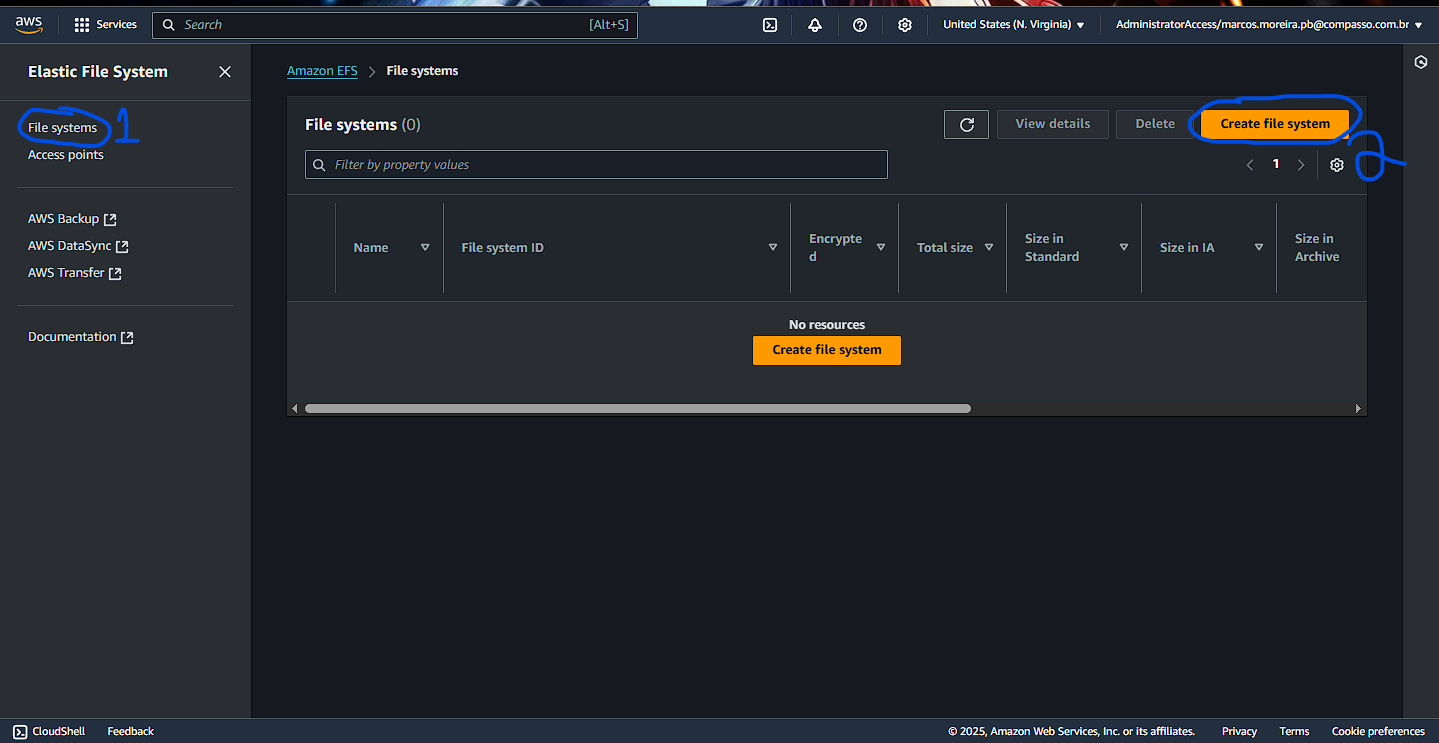 aws Services Search [Alt+S] United States (N. Virginia) AdministratorAccess/marcos.moreira.pb@compasso.com.br
Elastic File System
File systems 1
Access points
AWS Backup
AWS DataSync
AWS Transfer
Documentation
Amazon EFS File systems
File systems (0) View details Delete Create file system
Filter by property values 1 2
Name File system ID Encrypte
d Total size Size in
Standard Size in IA Size in
Archive
No resources
Create file system
CloudShell Feedback © 2025, Amazon Web Services, Inc. or its affiliates. Privacy Terms Cookie preferences